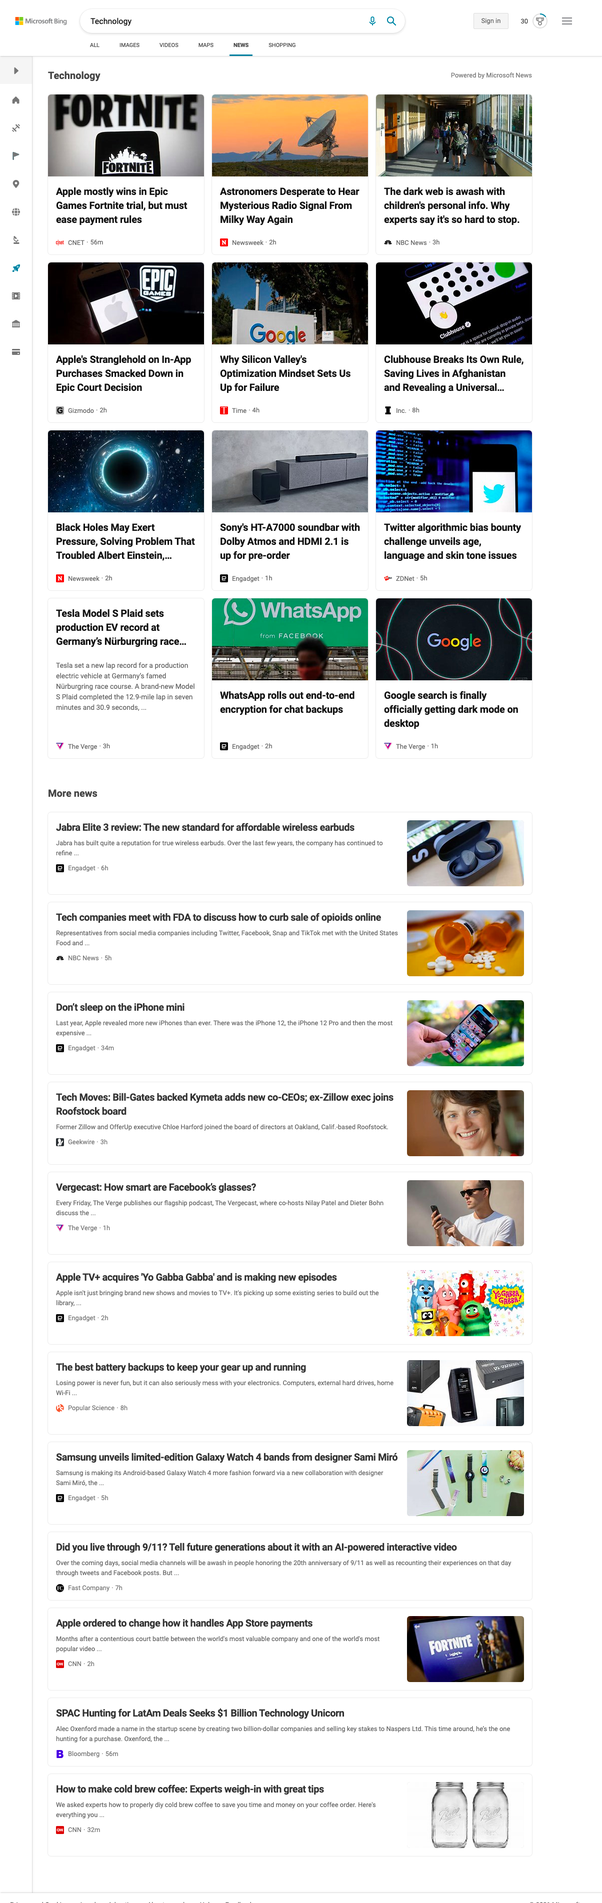 Microsoft Bing
Technology
Sign in
30
ALL IMAGES VIDEOS MAPS NEWS SHOPPING
Technology
Powered by Microsoft News
FORTNITE
FORTNITE
Apple mostly wins in Epic
Games Fortnite trial, but must
ease payment rules
CNET · 56m
Astronomers Desperate to Hear
Mysterious Radio Signal From
Milky Way Again
Newsweek · 2h
The dark web is awash with
children's personal info. Why
experts say it's so hard to stop.
NBC News · 3h
EPIC
GAMES
Apple's Stranglehold on In-App
Purchases Smacked Down in
Epic Court Decision
Gizmodo · 2h
Google
Why Silicon Valley's
Optimization Mindset Sets Us
Up for Failure
Time · 4h
Clubhouse
Clubhouse Breaks Its Own Rule,
Saving Lives in Afghanistan
and Revealing a Universal...
Inc. · 8h
Black Holes May Exert
Pressure, Solving Problem That
Troubled Albert Einstein,...
Newsweek · 2h
Sony's HT-A7000 soundbar with
Dolby Atmos and HDMI 2.1 is
up for pre-order
Engadget · 1h
Twitter algorithmic bias bounty
challenge unveils age,
language and skin tone issues
ZDNet · 5h
Tesla Model S Plaid sets
production EV record at
Germany's Nürburgring race...
Tesla set a new lap record for a production
electric vehicle at Germany's famed
Nürburgring race course. A brand-new Model
S Plaid completed the 12.9-mile lap in seven
minutes and 30.9 seconds, ...
The Verge · 3h
WhatsApp
from FACEBOOK
WhatsApp rolls out end-to-end
encryption for chat backups
Engadget · 2h
Google
Google search is finally
officially getting dark mode on
desktop
The Verge · 1h
More news
Jabra Elite 3 review: The new standard for affordable wireless earbuds
Jabra has built quite a reputation for true wireless earbuds. Over the last few years, the company has continued to
refine ...
Engadget · 6h
Tech companies meet with FDA to discuss how to curb sale of opioids online
Representatives from social media companies including Twitter, Facebook, Snap and TikTok met with the United States
Food and ...
NBC News · 5h
Don't sleep on the iPhone mini
Last year, Apple revealed more new iPhones than ever. There was the iPhone 12, the iPhone 12 Pro and then the most
expensive ...
Engadget · 34m
Tech Moves: Bill-Gates backed Kymeta adds new co-CEOs; ex-Zillow exec joins
Roofstock board
Former Zillow and OfferUp executive Chloe Harford joined the board of directors at Oakland, Calif.-based Roofstock.
Geekwire · 3h
Vergecast: How smart are Facebook's glasses?
Every Friday, The Verge publishes our flagship podcast, The Vergecast, where co-hosts Nilay Patel and Dieter Bohn
discuss the ...
The Verge · 1h
Apple TV+ acquires 'Yo Gabba Gabba' and is making new episodes
Apple isn't just bringing brand new shows and movies to TV+. It's picking up some existing series to build out the
library, ...
Engadget · 2h
YO GABBA GABBA!
The best battery backups to keep your gear up and running
Losing power is never fun, but it can also seriously mess with your electronics. Computers, external hard drives, home
Wi-Fi ...
Popular Science · 8h
Samsung unveils limited-edition Galaxy Watch 4 bands from designer Sami Miró
Samsung is making its Android-based Galaxy Watch 4 more fashion forward via a new collaboration with designer
Sami Miró, the ...
Engadget · 5h
Did you live through 9/11? Tell future generations about it with an AI-powered interactive video
Over the coming days, social media channels will be awash in people honoring the 20th anniversary of 9/11 as well as recounting their experiences on that day
through tweets and Facebook posts. But ...
Fast Company · 7h
Apple ordered to change how it handles App Store payments
Months after a contentious court battle between the world's most valuable company and one of the world's most
popular video ...
CNN · 2h
FORTNITE
SPAC Hunting for LatAm Deals Seeks $1 Billion Technology Unicorn
Alec Oxenford made a name in the startup scene by creating two billion-dollar companies and selling key stakes to Naspers Ltd. This time around, he's the one
hunting for a purchase. Oxenford, the ...
Bloomberg · 56m
How to make cold brew coffee: Experts weigh-in with great tips
We asked experts how to properly diy cold brew coffee to save you time and money on your coffee order. Here's
everything you ...
CNN · 32m